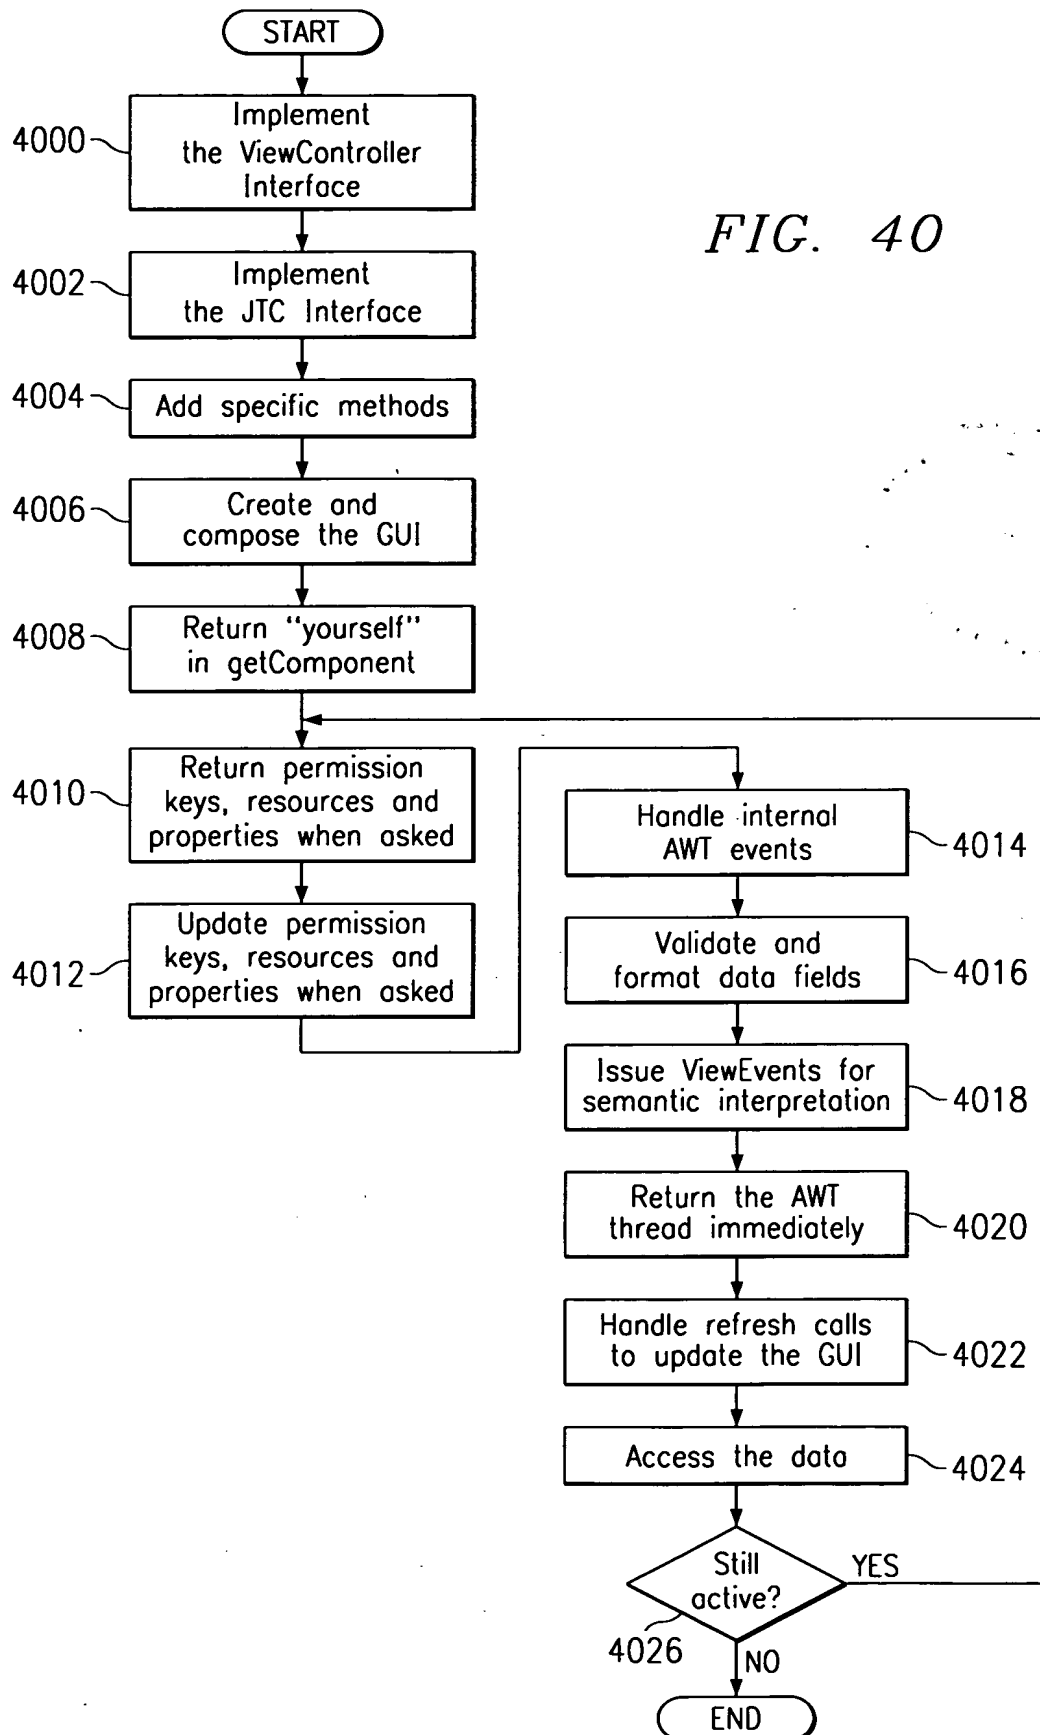 START
4000
Implement
the ViewController
Interface
FIG. 40
4002
Implement
the JTC Interface
4004
Add specific methods
4006
Create and
compose the GUI
4008
Return "yourself"
in getComponent
4010
Return permission
keys, resources and
properties when asked
4012
Update permission
keys, resources and
properties when asked
Handle internal
AWT events
4014
Validate and
format data fields
4016
Issue ViewEvents for
semantic interpretation
4018
Return the AWT
thread immediately
4020
Handle refresh calls
to update the GUI
4022
Access the data
4024
Still
active?
YES
4026
NO
END